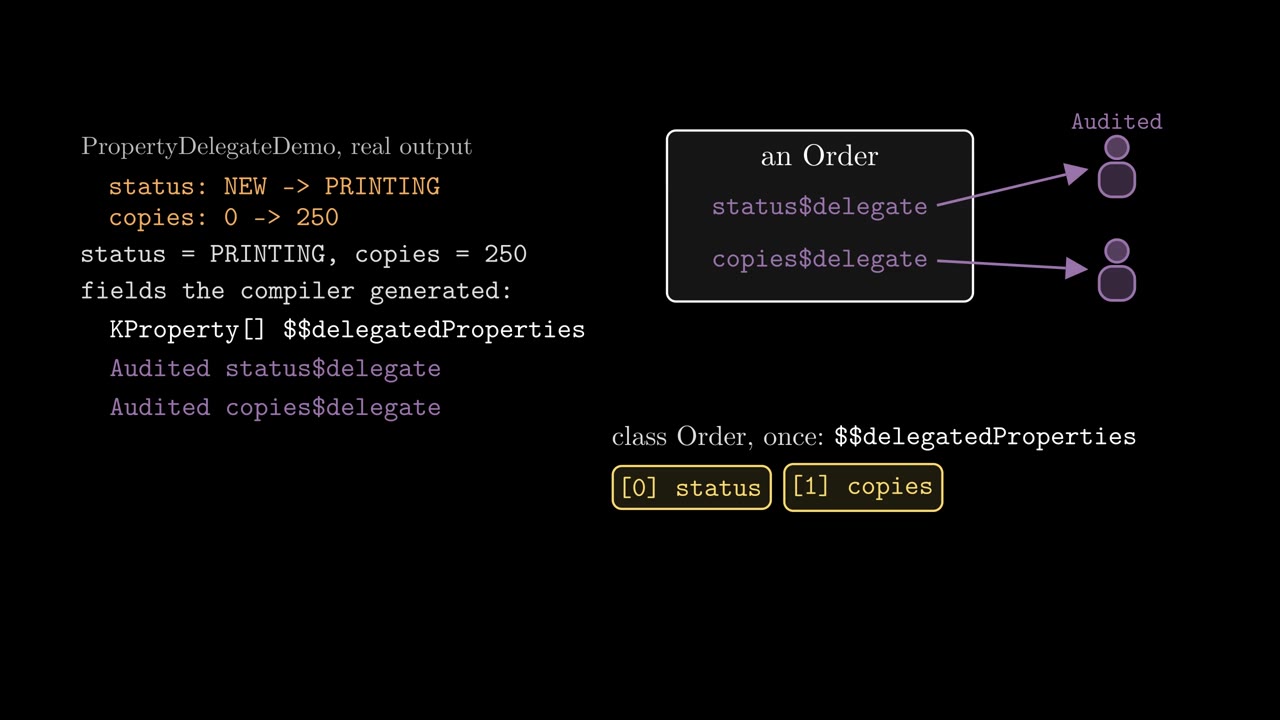 PropertyDelegateDemo, real output
status: NEW -> PRINTING
copies: 0 -> 250
status = PRINTING, copies = 250
fields the compiler generated:
KProperty[] $$delegatedProperties
Audited status$delegate
Audited copies$delegate
Audited
an Order
status$delegate
copies$delegate
class Order, once: $$delegatedProperties
[0] status
[1] copies